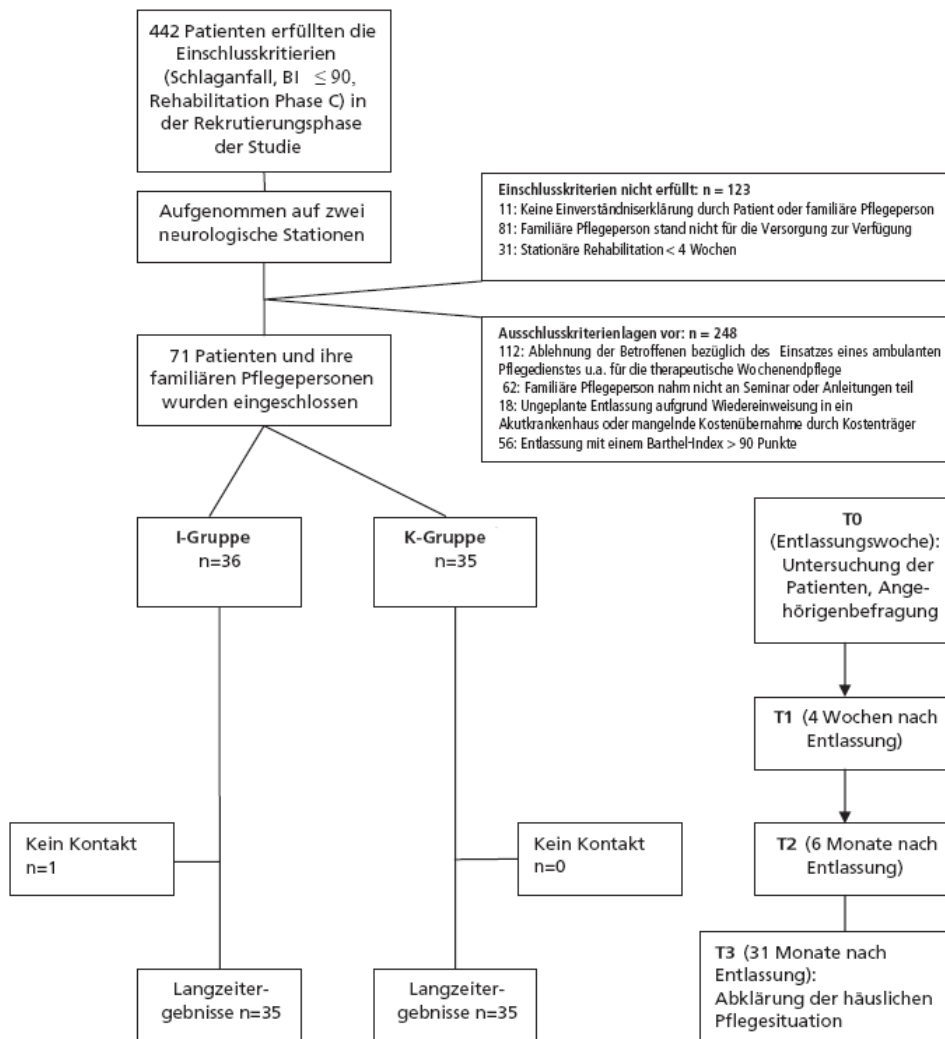 442 Patienten erfüllten die
Einschlusskritierien
(Schlaganfall, BI ≤ 90,
Rehabilitation Phase C) in
der Rekrutierungsphase
der Studie
Aufgenommen auf zwei
neurologische Stationen
Einschlusskriterien nicht erfüllt: n = 123
11: Keine Einverständniserklärung durch Patient oder familiäre Pflegeperson
81: Familiäre Pflegeperson stand nicht für die Versorgung zur Verfügung
31: Stationäre Rehabilitation < 4 Wochen
Ausschlusskriterienlagen vor: n = 248
112: Ablehnung der Betroffenen bezüglich des Einsatzes eines ambulanten
Pflegedienstes u.a. für die therapeutische Wochenendpflege
62: Familiäre Pflegeperson nahm nicht an Seminar oder Anleitungen teil
18: Ungeplante Entlassung aufgrund Wiedereinweisung in ein
Akutkrankenhaus oder mangelnde Kostenübernahme durch Kostenträger
56: Entlassung mit einem Barthel-Index > 90 Punkte
71 Patienten und ihre
familiären Pflegepersonen
wurden eingeschlossen
I-Gruppe
n=36
K-Gruppe
n=35
T0
(Entlassungswoche):
Untersuchung der
Patienten, Ange-
hörigenbefragung
T1 (4 Wochen nach
Entlassung)
Kein Kontakt
n=1
Kein Kontakt
n=0
T2 (6 Monate nach
Entlassung)
Langzeiter-
gebnisse n=35
Langzeiter-
gebnisse n=35
T3 (31 Monate nach
Entlassung):
Abklärung der häuslichen
Pflegesituation